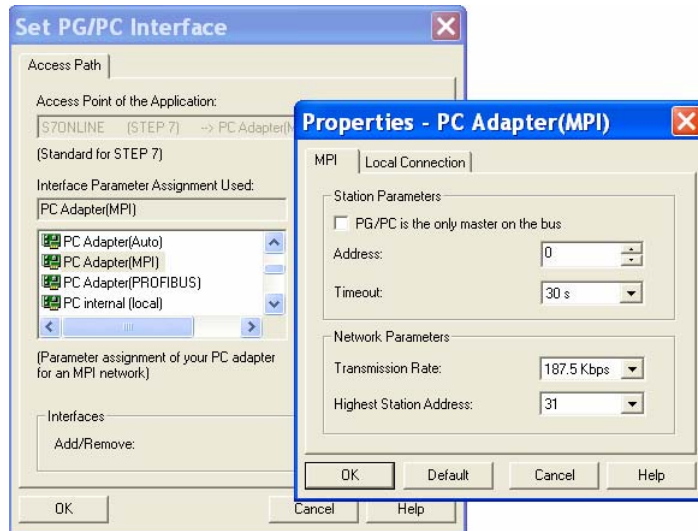 Set PG/PC Interface
Access Path
Access Point of the Application:
S7ONLINE (STEP 7) --> PC Adapter(M
(Standard for STEP 7)
Interface Parameter Assignment Used:
PC Adapter(MPI)
PC Adapter(Auto)
PC Adapter(MPI)
PC Adapter(PROFIBUS)
PC internal (local)
(Parameter assignment of your PC adapter
for an MPI network)
Interfaces
Add/Remove:
OK
Cancel
Help
Properties - PC Adapter(MPI)
MPI
Local Connection
Station Parameters
PG/PC is the only master on the bus
Address:
0
Timeout:
30 s
Network Parameters
Transmission Rate:
187.5 Kbps
Highest Station Address:
31
OK
Default
Cancel
Help